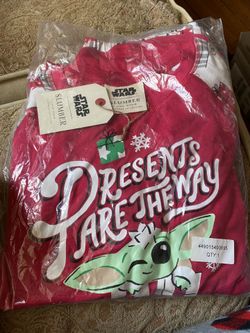 STAR
WARS
SLUMBER
STAR
WARS
SLUMBER
PRESENTS
ARE THE WAY
QTY: 1